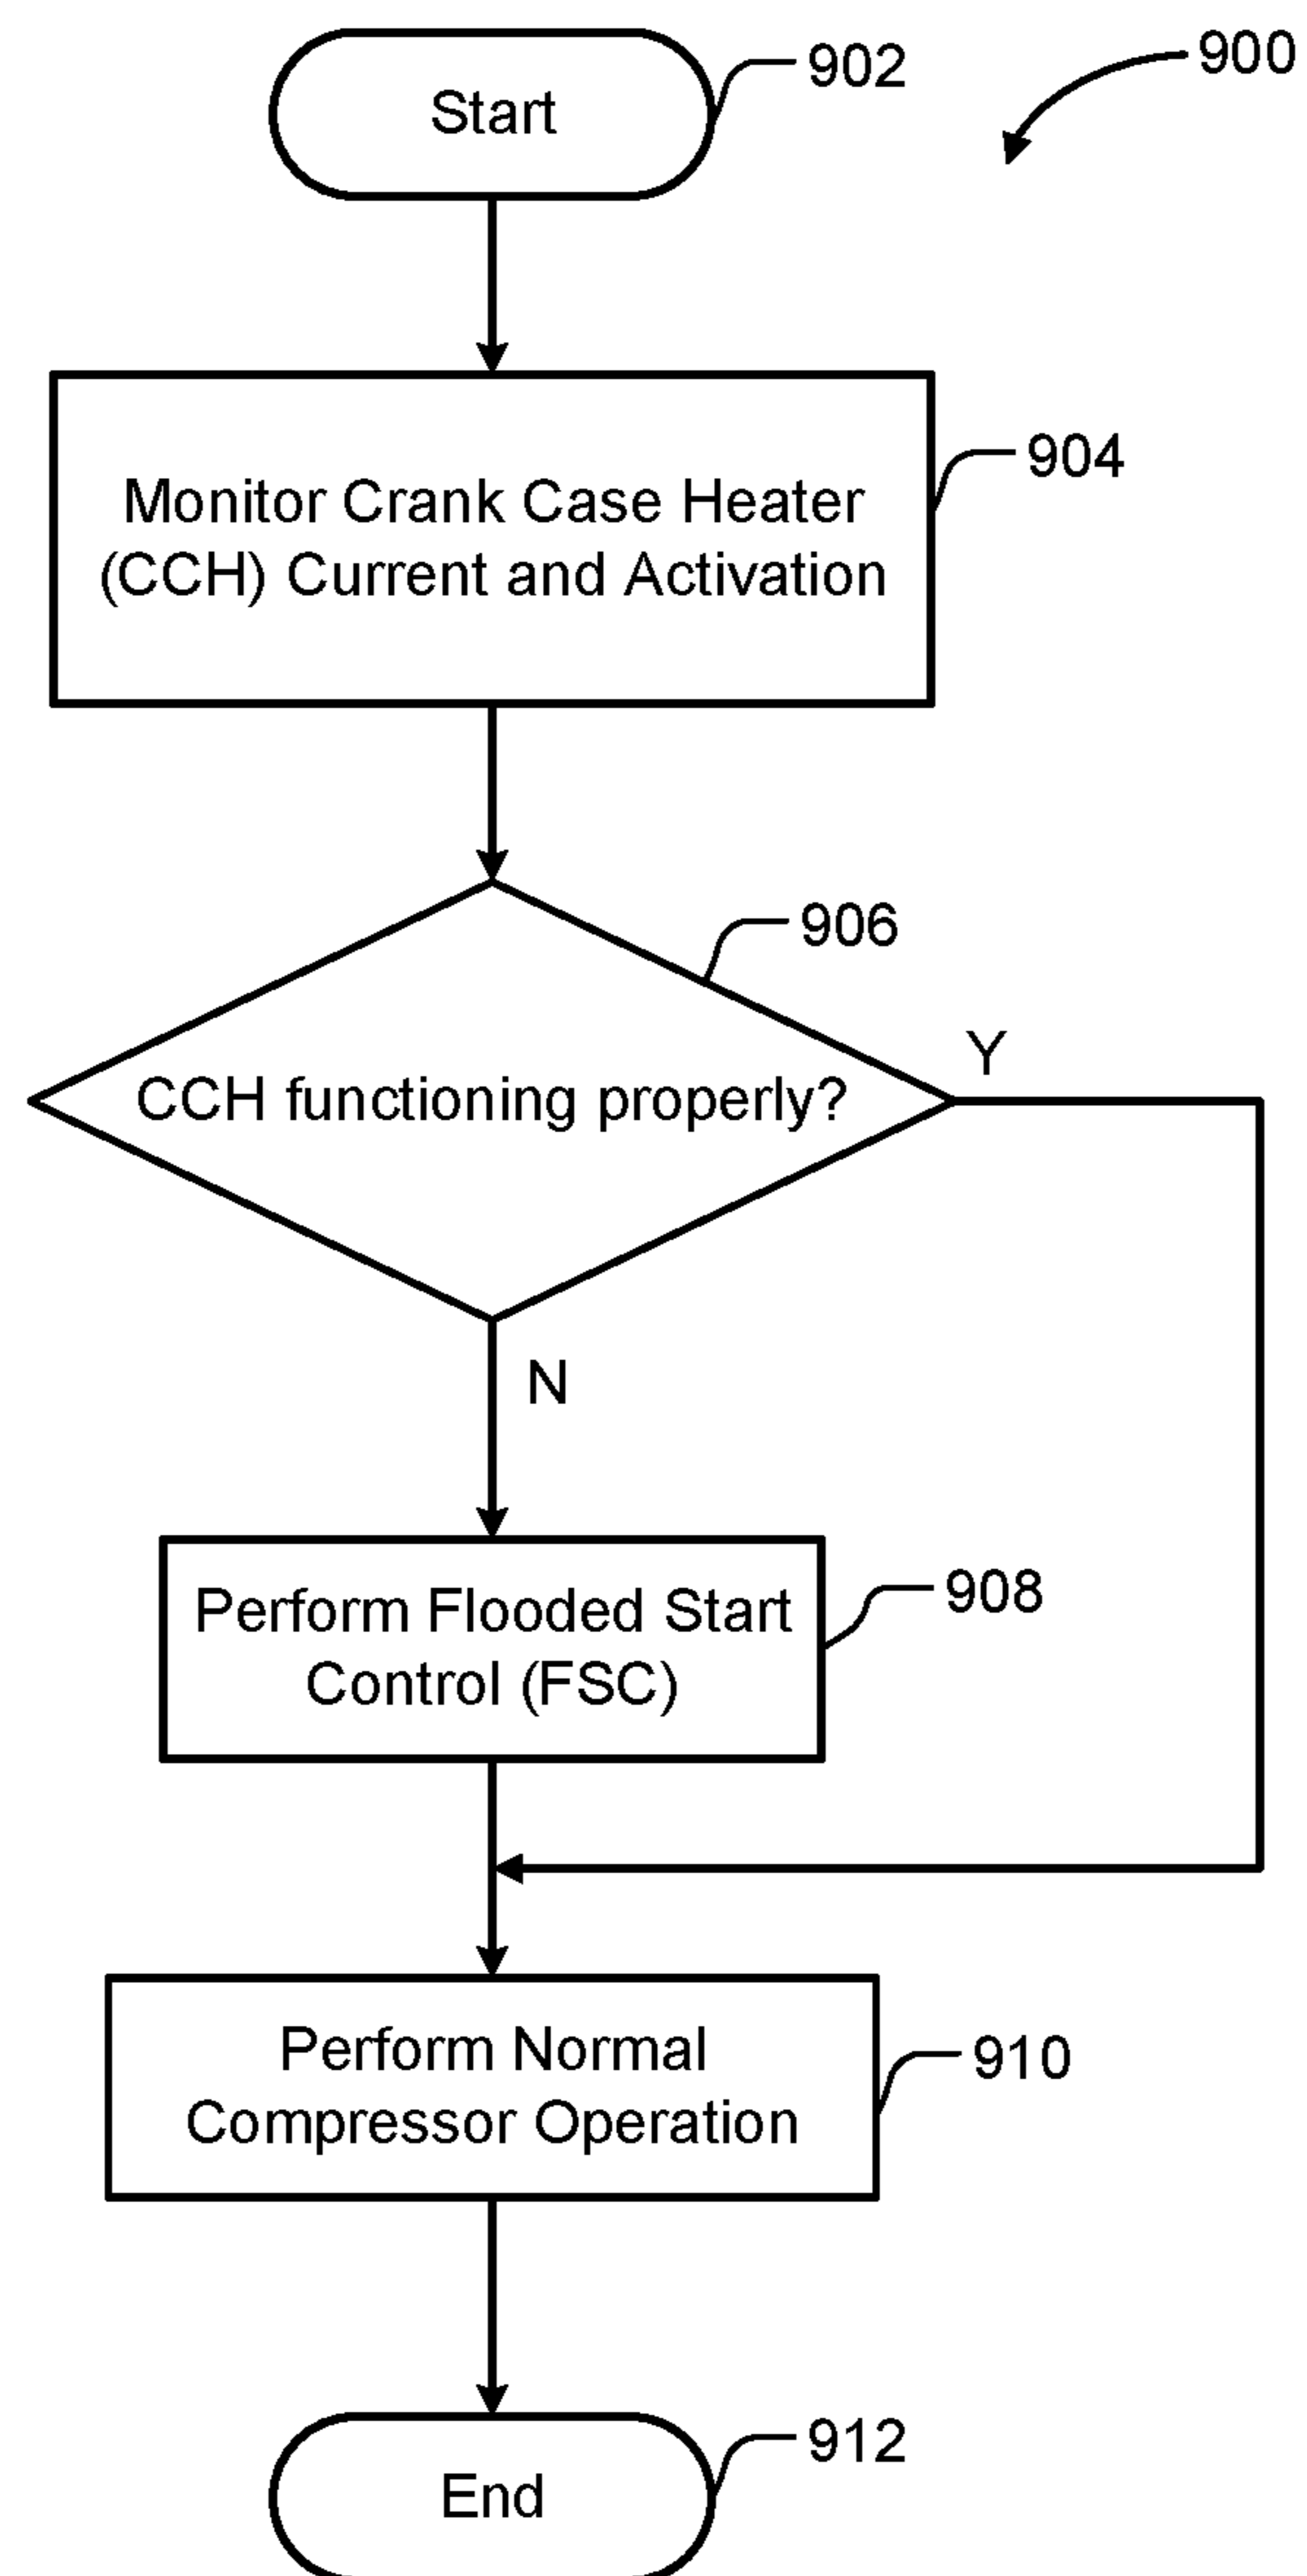 900
Start
902
Monitor Crank Case Heater
(CCH) Current and Activation
904
906
CCH functioning properly?
Y
N
Perform Flooded Start
Control (FSC)
908
Perform Normal
Compressor Operation
910
End
912